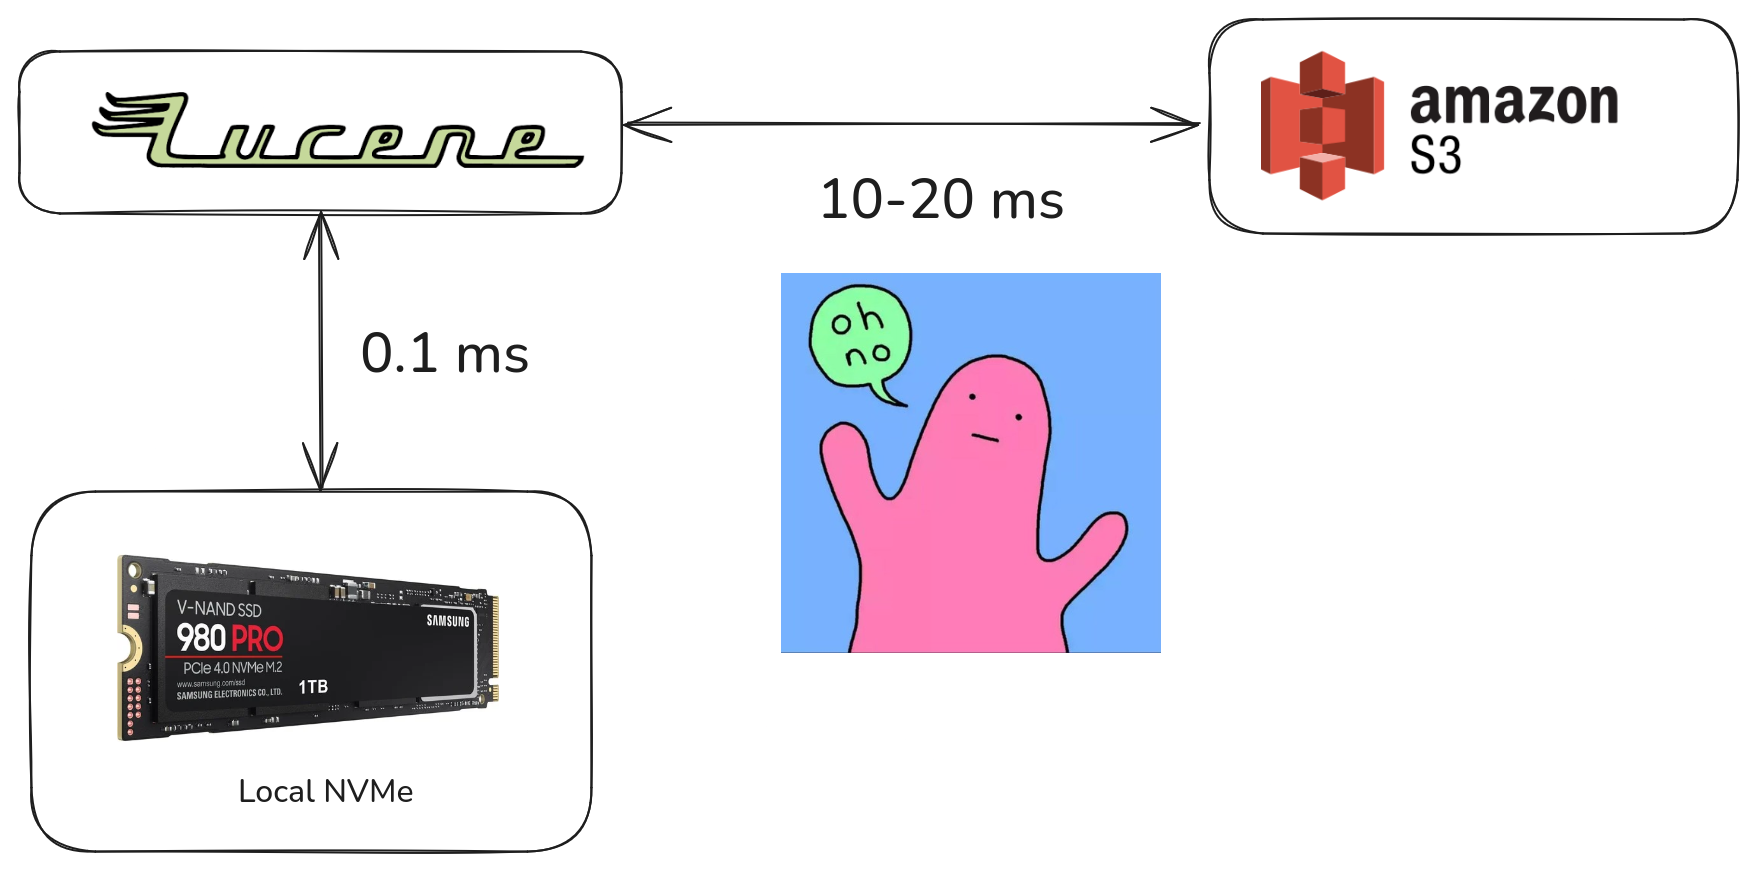 Lucene
amazon
S3
10-20 ms
oh
no
0.1 ms
V-NAND SSD
980 PRO
PCIe 4.0 NVMe M.2
www.samsung.com/ssd
SAMSUNG ELECTRONICS CO., LTD.
1TB
SAMSUNG
Local NVMe